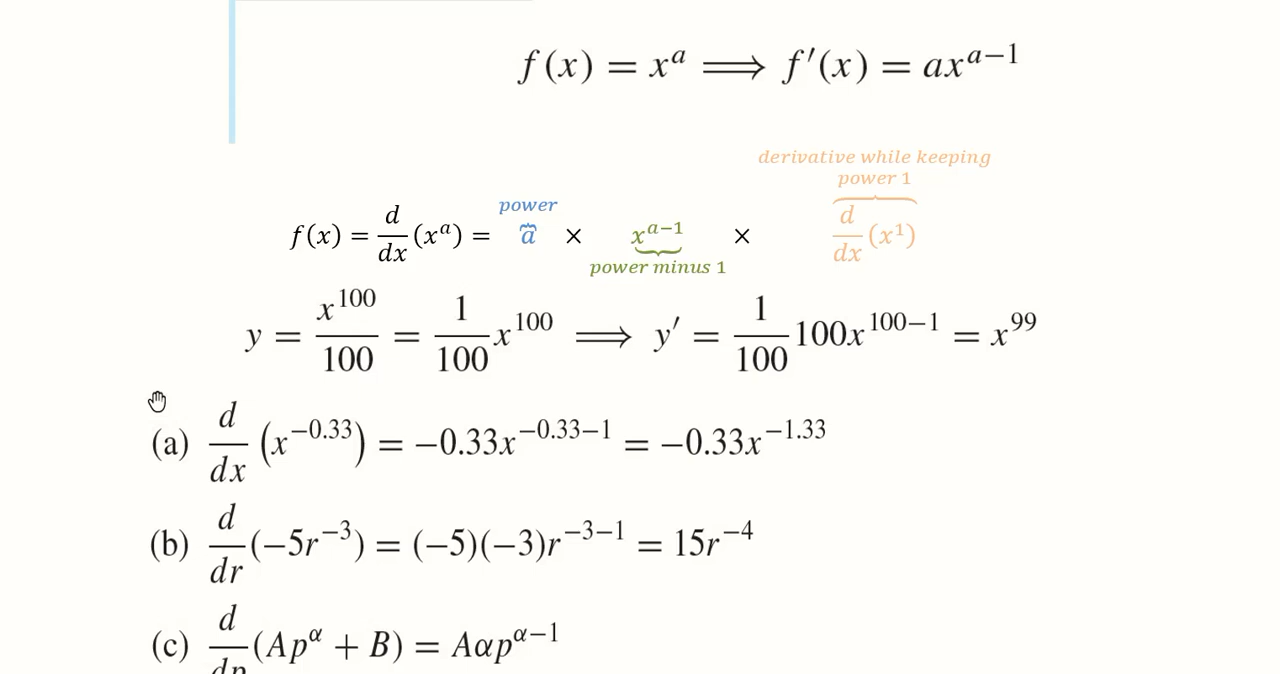 f(x) = x^a ⟹ f′(x) = ax^{a−1}
derivative while keeping
power 1
power
f(x) = d/dx (x^a) = a × x^{a−1} × d/dx (x^1)
power minus 1
y = x^{100}/100 = 1/100 x^{100} ⟹ y′ = 1/100 100x^{100−1} = x^{99}
(a) d/dx (x^{−0.33}) = −0.33x^{−0.33−1} = −0.33x^{−1.33}
(b) d/dr (−5r^{−3}) = (−5)(−3)r^{−3−1} = 15r^{−4}
(c) d/dp (Ap^α + B) = Aαp^{α−1}